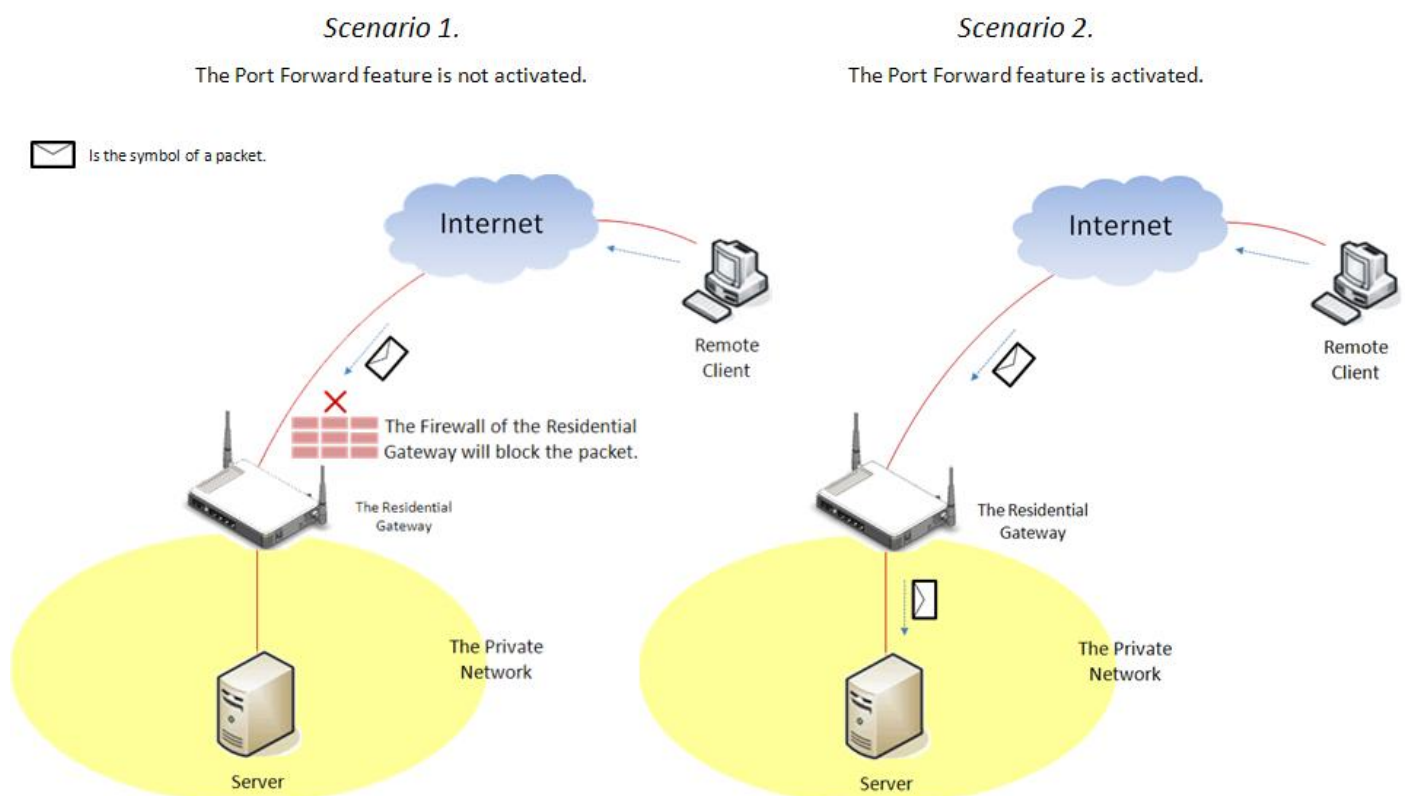 Scenario 1.
The Port Forward feature is not activated.
Is the symbol of a packet.
Internet
Remote
Client
The Firewall of the Residential
Gateway will block the packet.
The Residential
Gateway
The Private
Network
Server
Scenario 2.
The Port Forward feature is activated.
Internet
Remote
Client
The Residential
Gateway
The Private
Network
Server